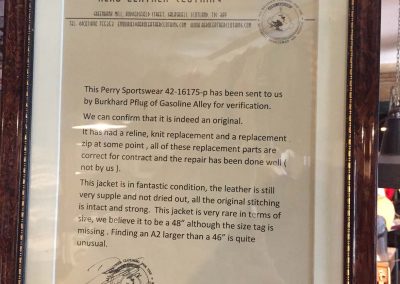 AERO LEATHER CLOTHING
This Perry Sportswear 42-16175-p has been sent to us
by Burkhard Pflug of Gasoline Alley for verification.
We can confirm that it is indeed an original.
It has had a reline, knit replacement and a replacement
zip at some point , all of these replacement parts are
correct for contract and the repair has been done well (
not by us ).
This jacket is in fantastic condition, the leather is still
very supple and not dried out, all the original stitching
is intact and strong. This jacket is very rare in terms of
size, we believe it to be a 48” although the size tag is
missing . Finding an A2 larger than a 46” is quite
unusual.